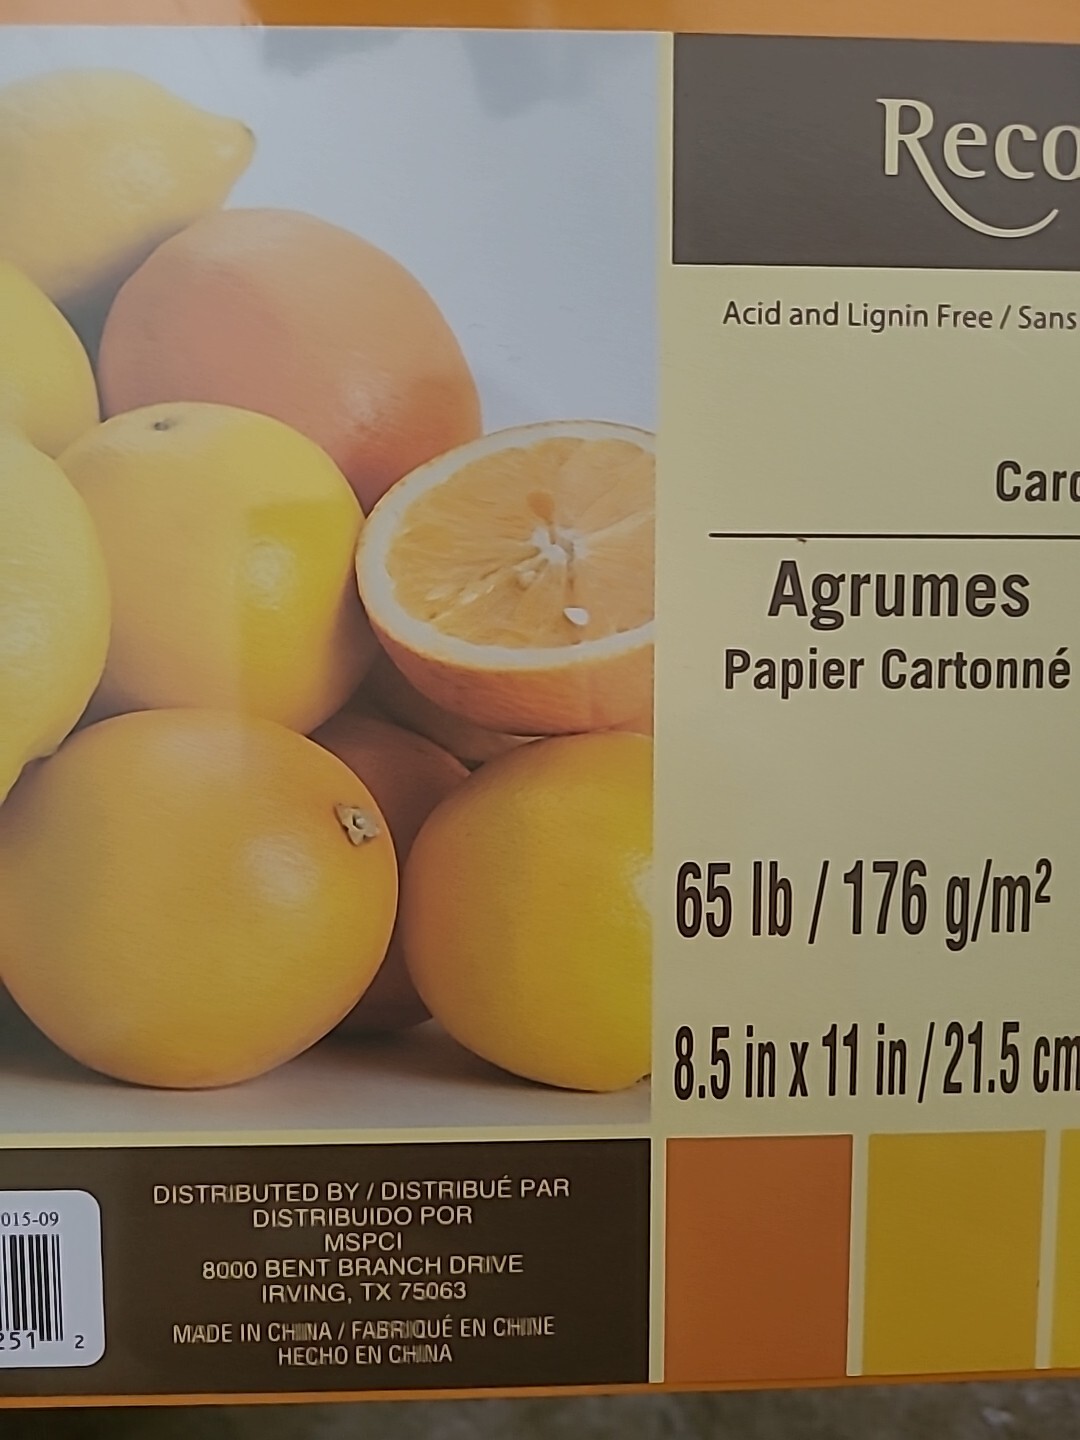 Reco
Acid and Lignin Free / Sans
Card
Agrumes
Papier Cartonné
65 lb / 176 g/m²
8.5 in x 11 in / 21.5 cm
DISTRIBUTED BY / DISTRIBUÉ PAR
DISTRIBUIDO POR
MSPCI
8000 BENT BRANCH DRIVE
IRVING, TX 75063
MADE IN CHINA / FABRIQUÉ EN CHINE
HECHO EN CHINA
015-09
251 2